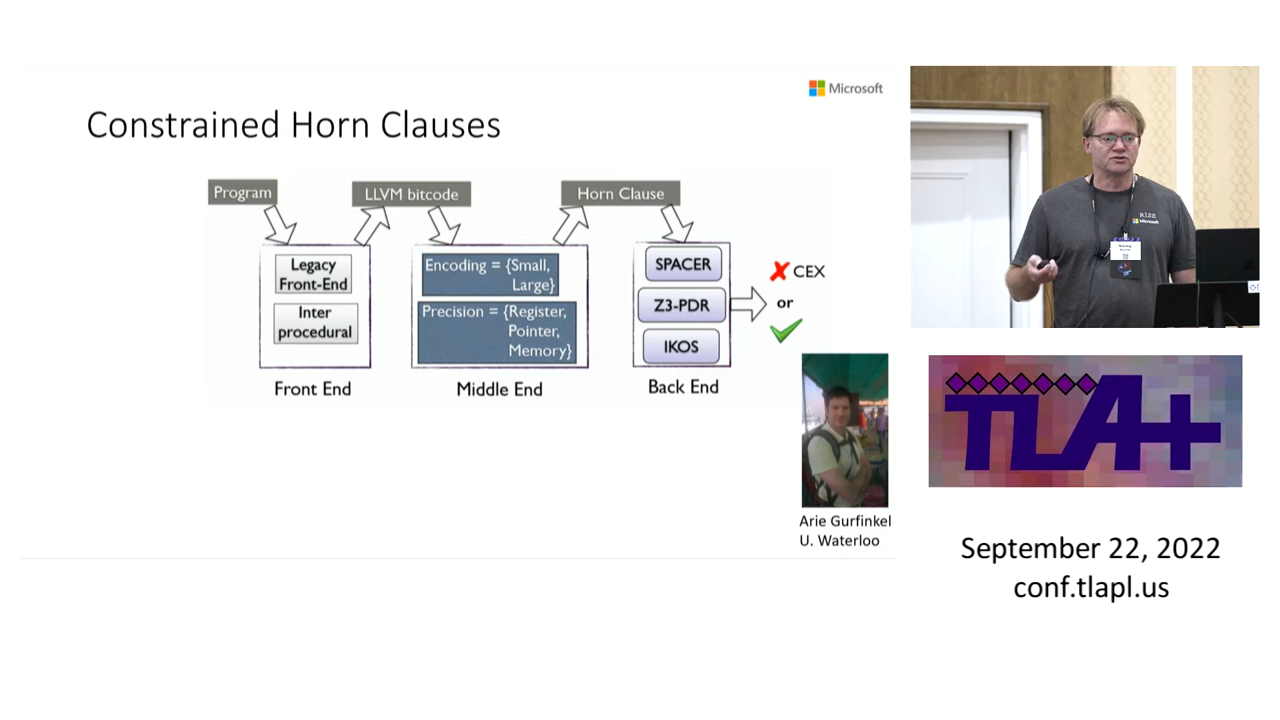 Microsoft
Constrained Horn Clauses
Program
LLVM bitcode
Horn Clause
Legacy
Front-End
Inter
procedural
Front End
Encoding = {Small,
Large}
Precision = {Register,
Pointer,
Memory}
Middle End
SPACER
Z3-PDR
IKOS
Back End
CEX
or
Arie Gurfinkel
U. Waterloo
RiSE
Microsoft
TLA+
September 22, 2022
conf.tlapl.us